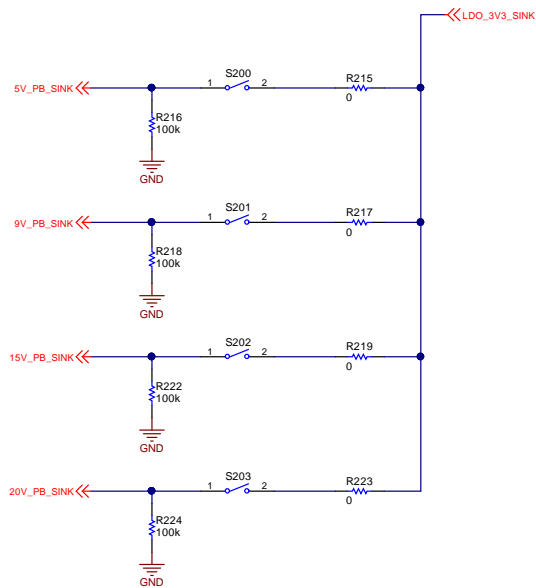 LDO_3V3_SINK
S200
5V_PB_SINK
1
2
R215
0
R216
100k
GND
S201
9V_PB_SINK
1
2
R217
0
R218
100k
GND
S202
15V_PB_SINK
1
2
R219
0
R222
100k
GND
S203
20V_PB_SINK
1
2
R223
0
R224
100k
GND